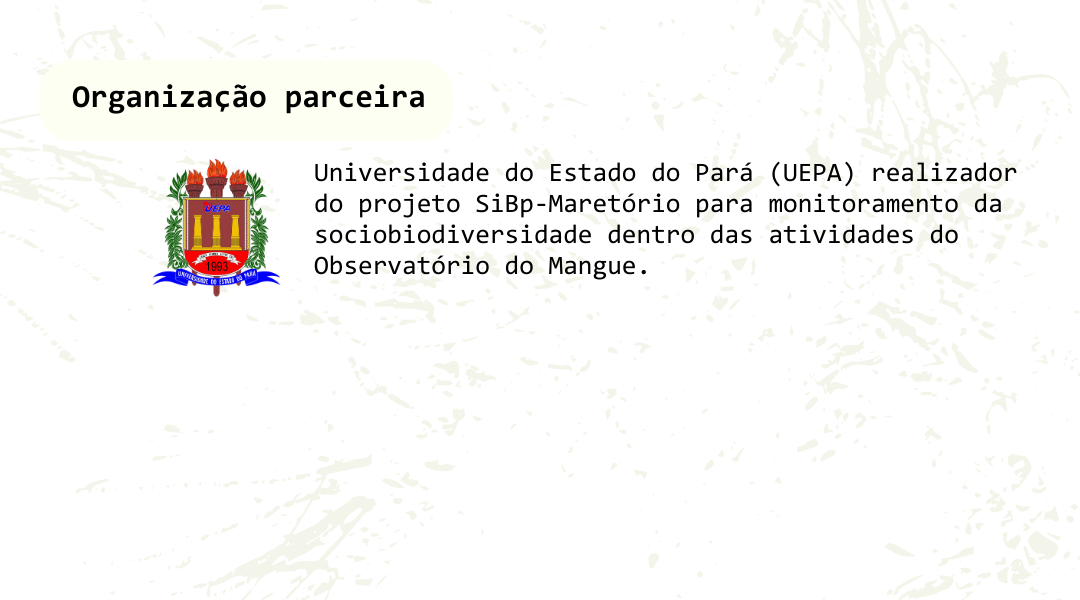 Organização parceira
Universidade do Estado do Pará (UEPA) realizador
do projeto SiBp-Maretório para monitoramento da
sociobiodiversidade dentro das atividades do
Observatório do Mangue.
UEPA
1993
UNIVERSIDADE DO ESTADO DO PARÁ